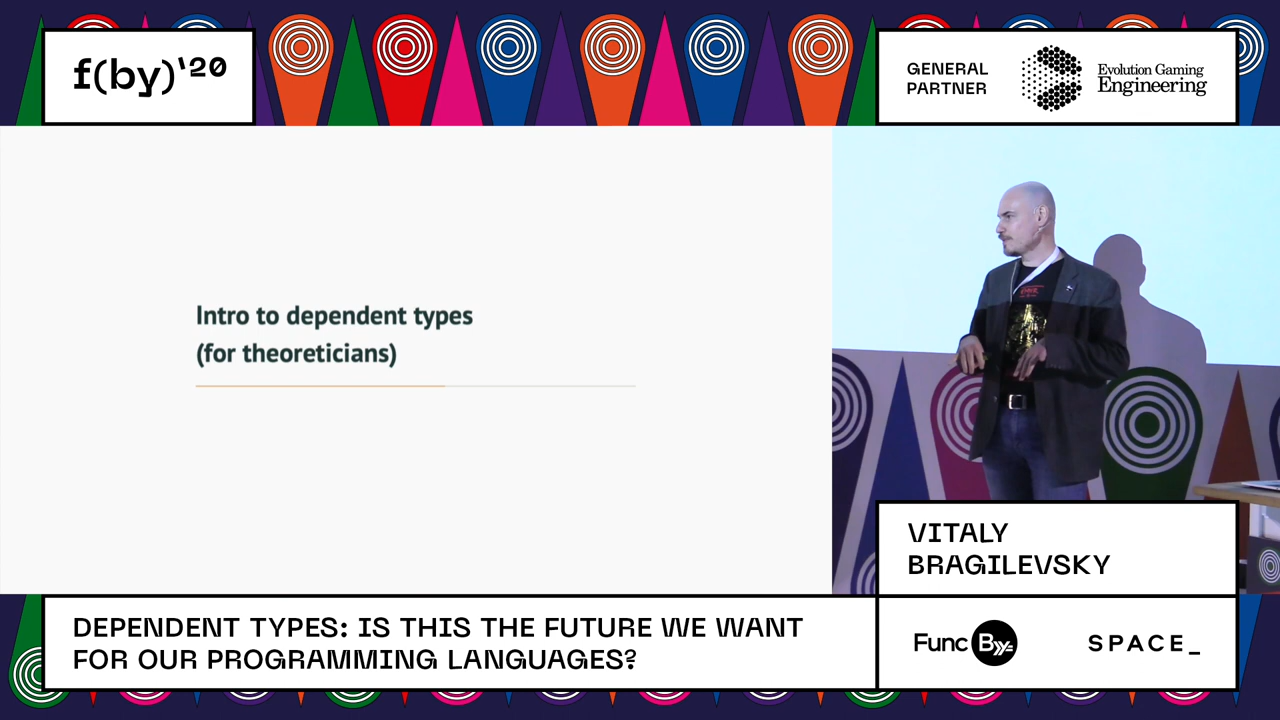 f(by)'20
GENERAL
PARTNER
Evolution Gaming
Engineering
Intro to dependent types
(for theoreticians)
VITALY
BRAGILEVSKY
DEPENDENT TYPES: IS THIS THE FUTURE WE WANT
FOR OUR PROGRAMMING LANGUAGES?
Func By
SPACE_